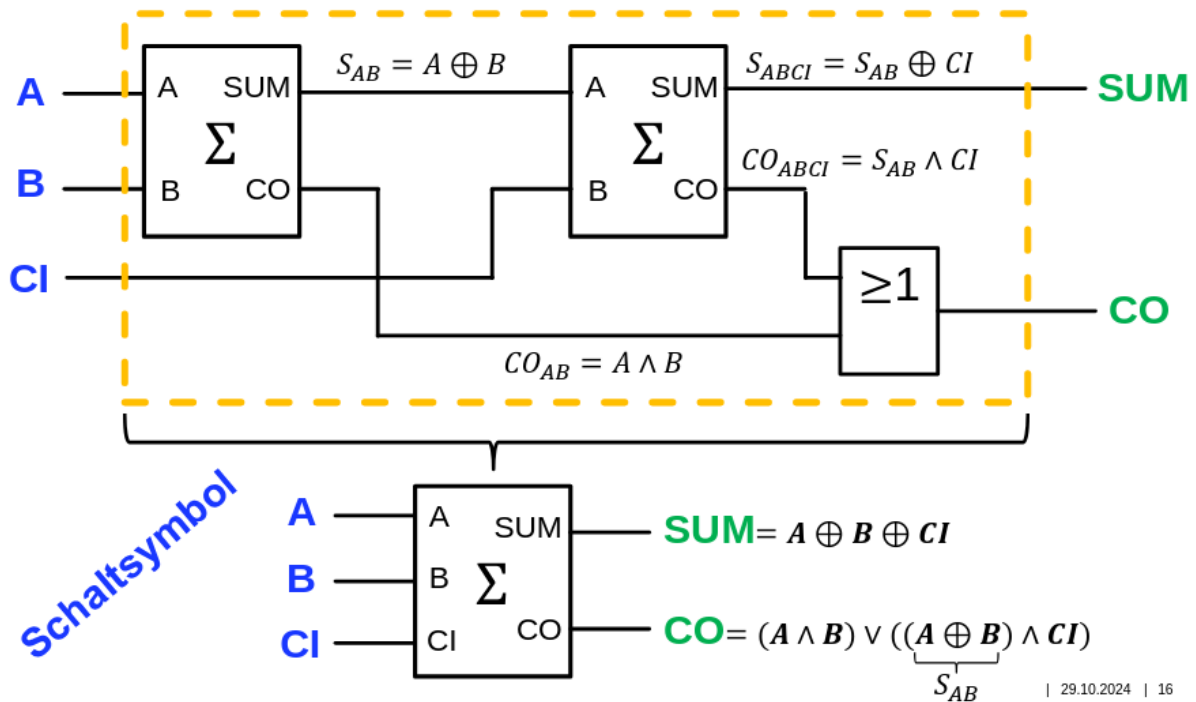 S_AB = A ⊕ B
S_ABCI = S_AB ⊕ CI
A
A SUM
A SUM
SUM
Σ
Σ
CO_ABCI = S_AB ∧ CI
B
B CO
B CO
CI
≥1
CO
CO_AB = A ∧ B
Schaltsymbol
A
A
SUM
SUM= A ⊕ B ⊕ CI
B
B
Σ
CI
CI
CO
CO= (A ∧ B) ∨ ((A ⊕ B) ∧ CI)
S_AB
| 29.10.2024 | 16